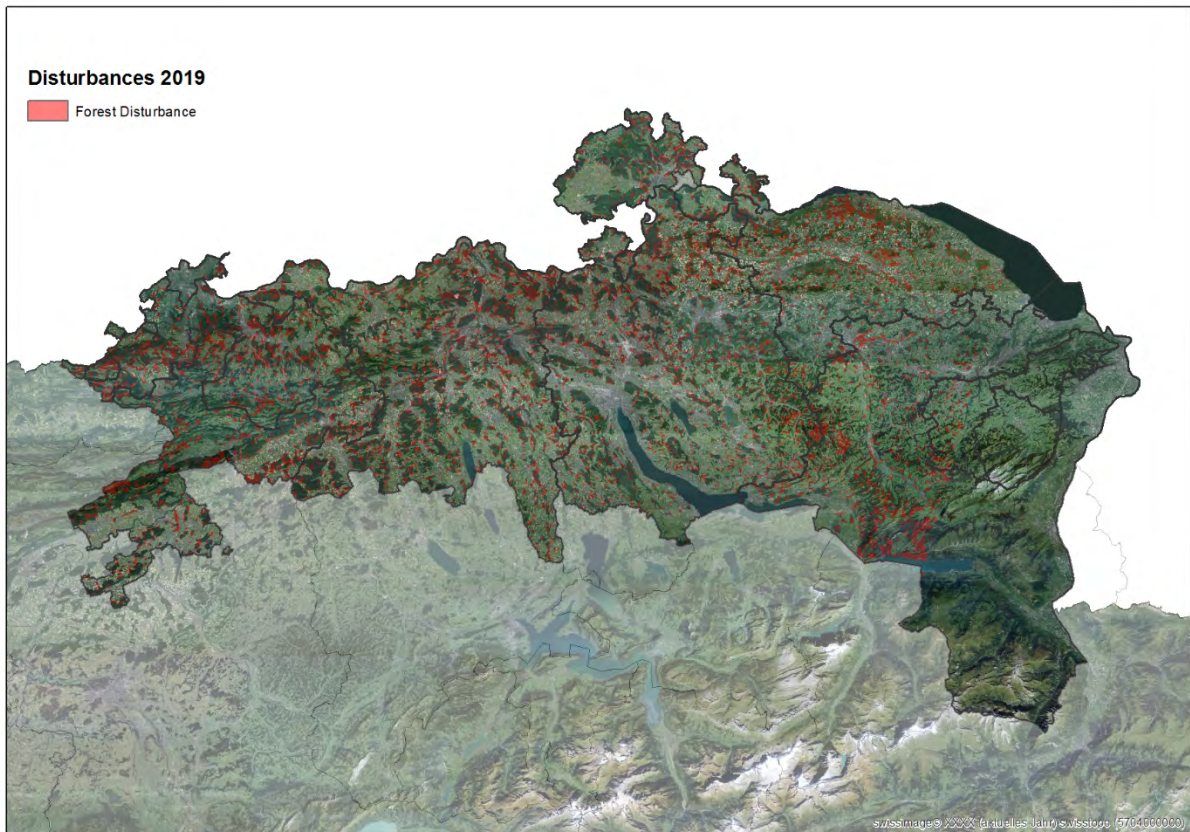 Disturbances 2019
Forest Disturbance
swissimage © XXXX (aktuelles Jahr) swisstopo (5704000000)